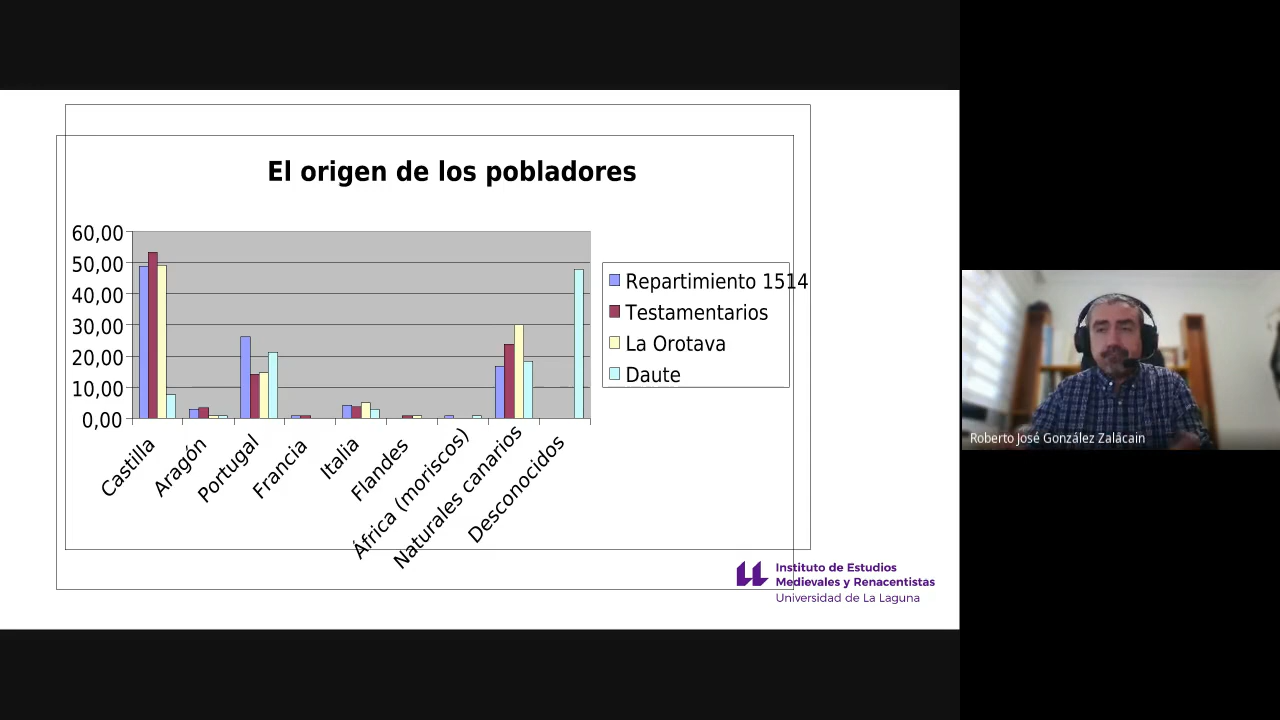 El origen de los pobladores
60,00
50,00
40,00
30,00
20,00
10,00
0,00
Castilla
Aragón
Portugal
Francia
Italia
Flandes
África (moriscos)
Naturales canarios
Desconocidos
Repartimiento 1514
Testamentarios
La Orotava
Daute
Instituto de Estudios
Medievales y Renacentistas
Universidad de La Laguna
Roberto José González Zalacain